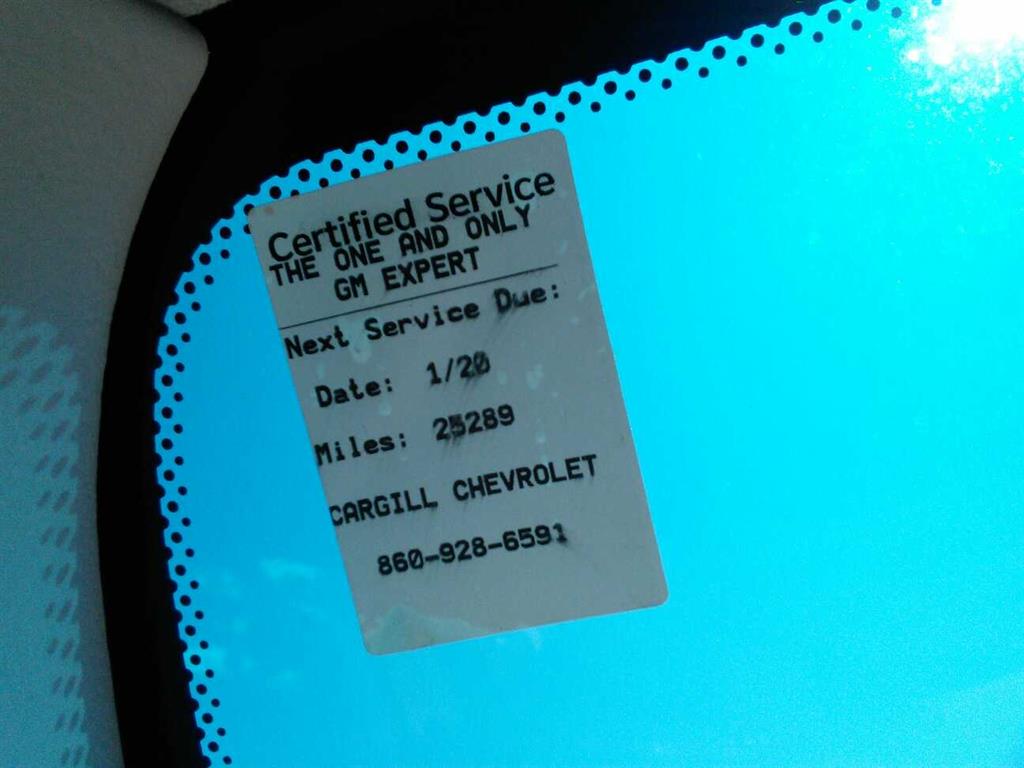 Certified Service
THE ONE AND ONLY
GM EXPERT
Next Service Due:
Date: 1/20
Miles: 25289
CARGILL CHEVROLET
860-928-6591